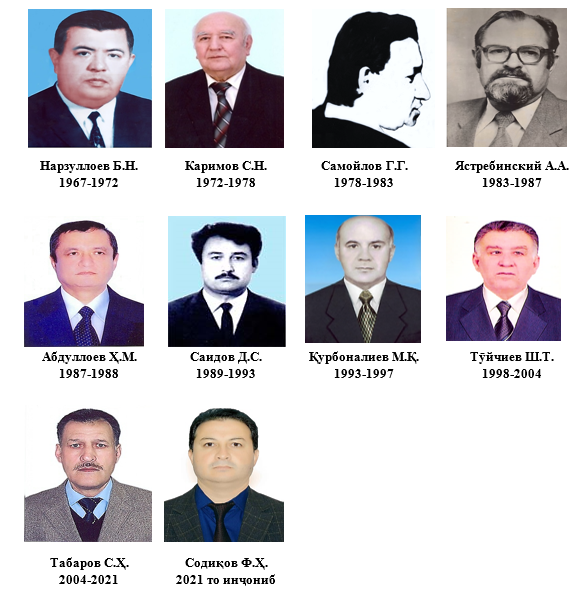 Нарзуллоев Б.Н.
1967-1972
Каримов С.Н.
1972-1978
Самойлов Г.Г.
1978-1983
Ястребинский А.А.
1983-1987
Абдуллоев Ҳ.М.
1987-1988
Саидов Д.С.
1989-1993
Қурбоналиев М.Қ.
1993-1997
Тӯйчиев Ш.Т.
1998-2004
Табаров С.Ҳ.
2004-2021
Содиқов Ф.Ҳ.
2021 то инҷониб